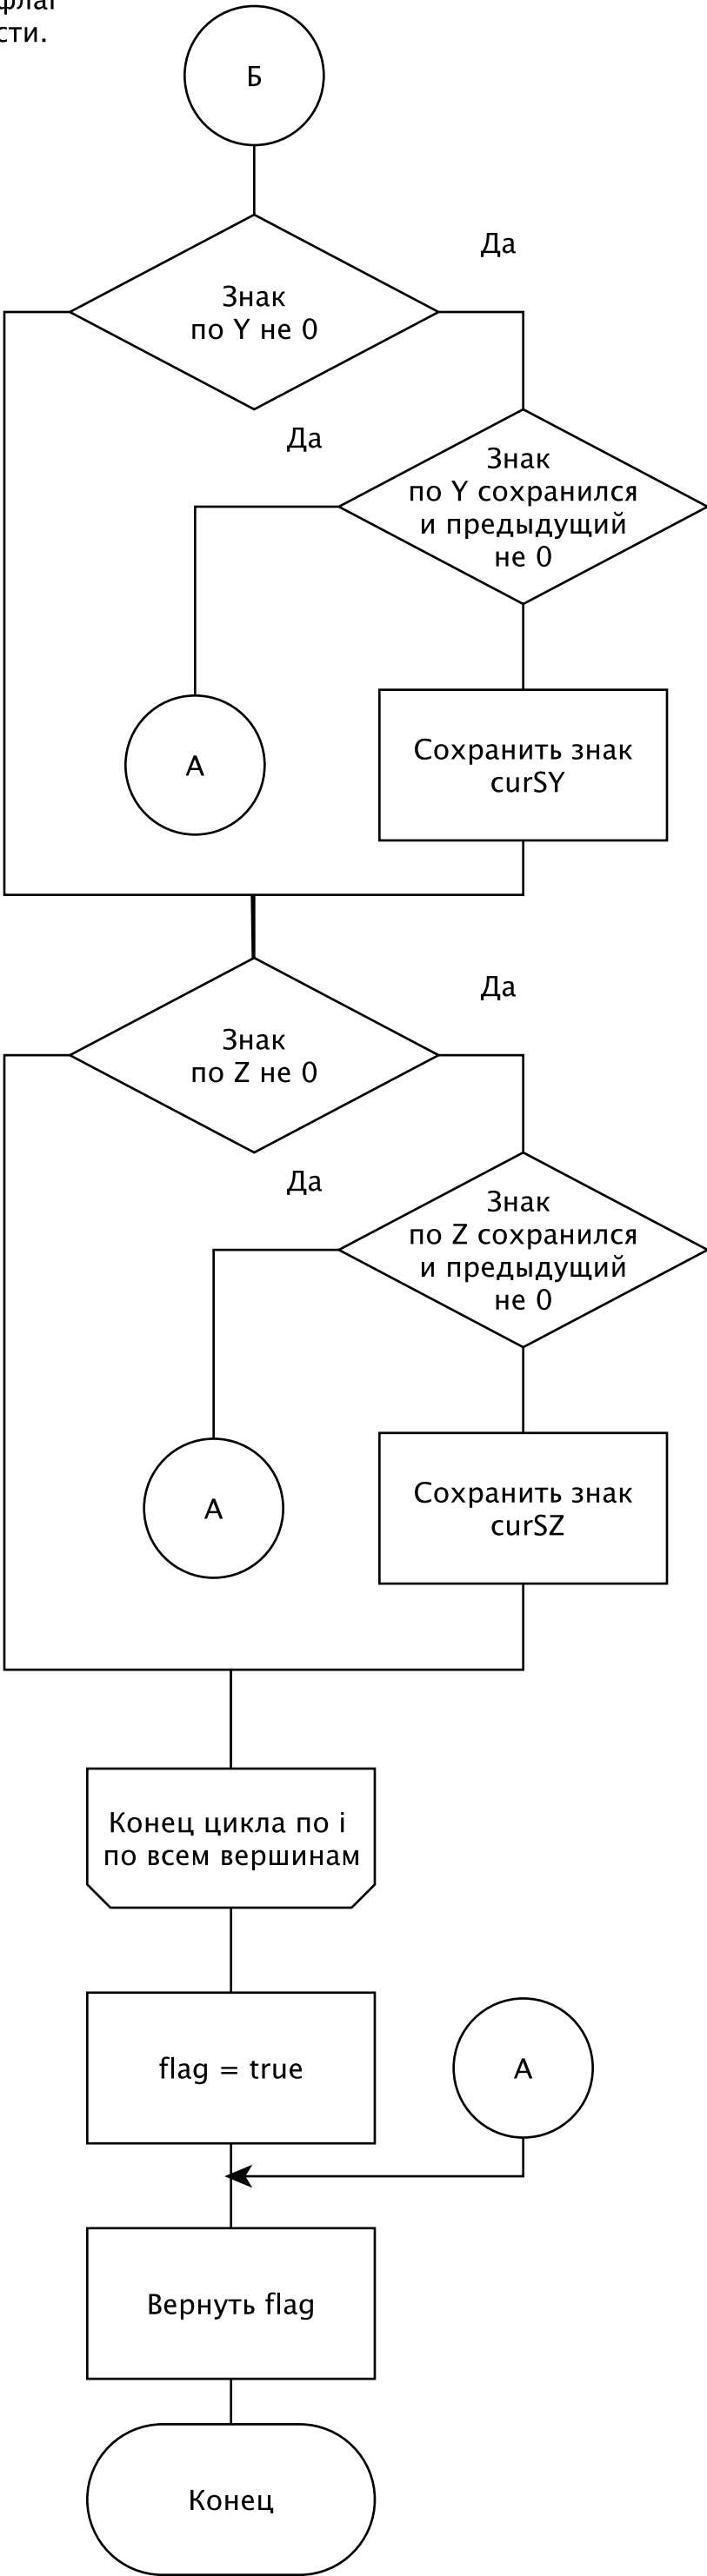 сти.
Б
Да
Знак
по Y не 0
Да
Знак
по Y сохранился
и предыдущий
не 0
А
Сохранить знак
curSY
Да
Знак
по Z не 0
Да
Знак
по Z сохранился
и предыдущий
не 0
А
Сохранить знак
curSZ
Конец цикла по i
по всем вершинам
flag = true
А
Вернуть flag
Конец